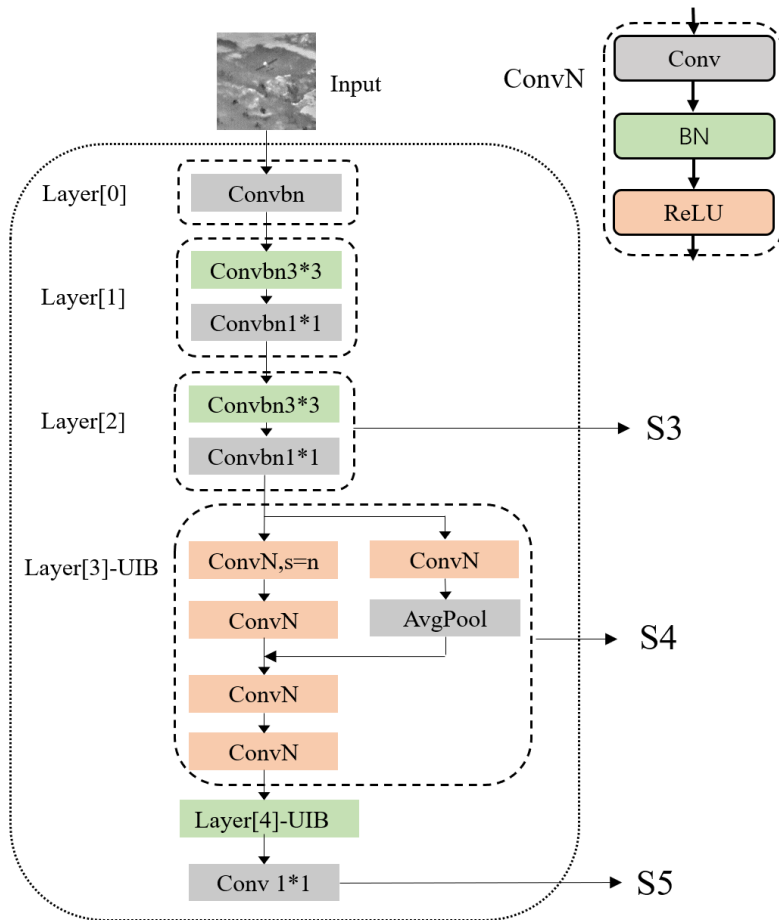 Input
ConvN
Conv
BN
ReLU
Layer[0]
Convbn
Layer[1]
Convbn3*3
Convbn1*1
Layer[2]
Convbn3*3
Convbn1*1
S3
Layer[3]-UIB
ConvN,s=n
ConvN
ConvN
AvgPool
S4
ConvN
ConvN
Layer[4]-UIB
Conv 1*1
S5